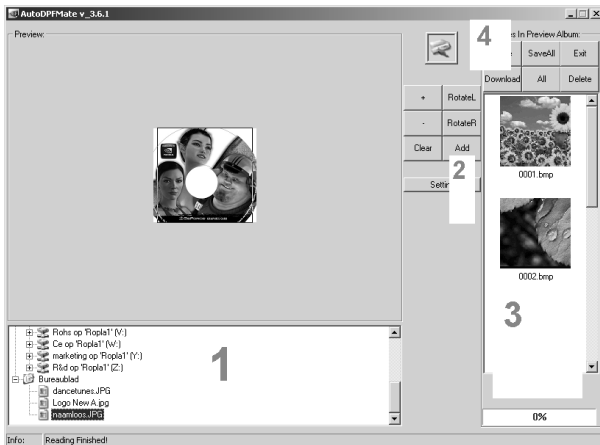 AutoDPFMate v_3.6.1
Preview:
4
s In Preview Album:
SaveAll
Exit
Download
All
Delete
+
RotateL
-
RotateR
Clear
Add
2
Setti
0001.bmp
0002.bmp
3
Rohs op 'Ropla1' (V:)
Ce op 'Ropla1' (W:)
marketing op 'Ropla1' (Y:)
R&d op 'Ropla1' (Z:)
Bureaublad
dancetunes.JPG
Logo New A.jpg
naamloos.JPG
1
0%
Info:
Reading Finished!